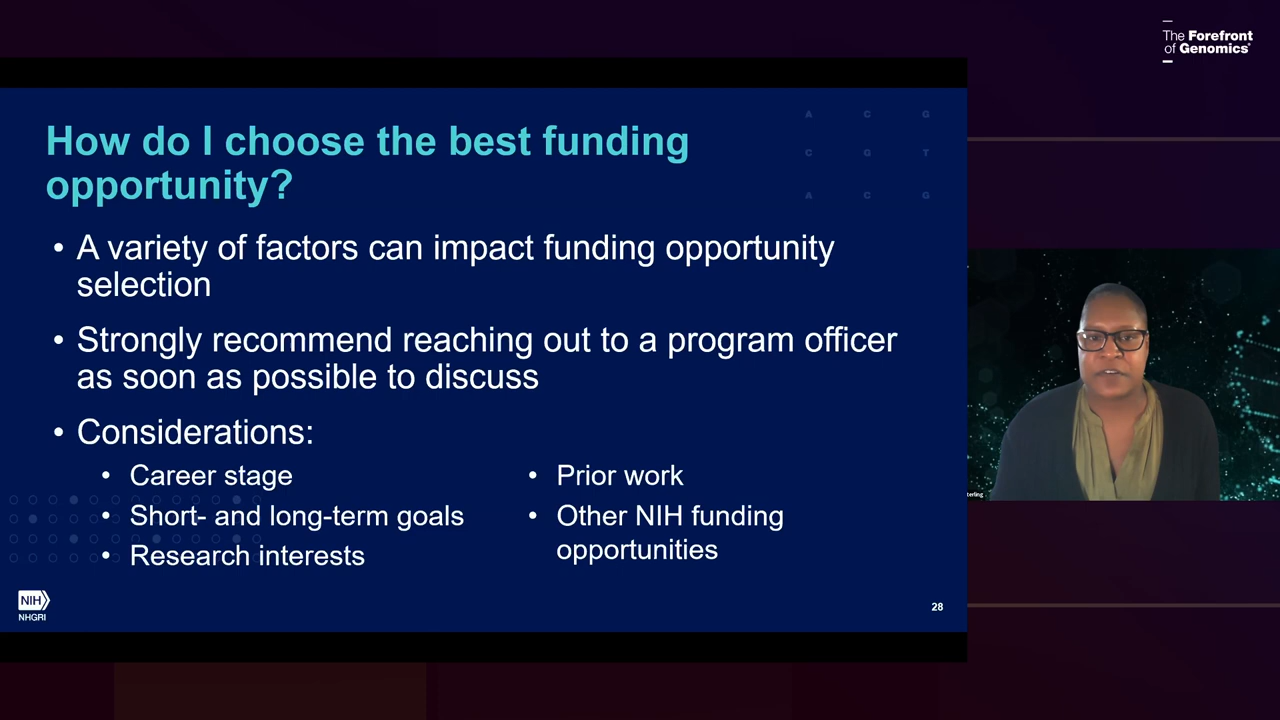 The Forefront
of Genomics®
A C G
C G T
A C G
How do I choose the best funding
opportunity?
• A variety of factors can impact funding opportunity
selection
• Strongly recommend reaching out to a program officer
as soon as possible to discuss
• Considerations:
• Career stage
• Short- and long-term goals
• Research interests
• Prior work
• Other NIH funding
opportunities
terling
NIH
NHGRI
28